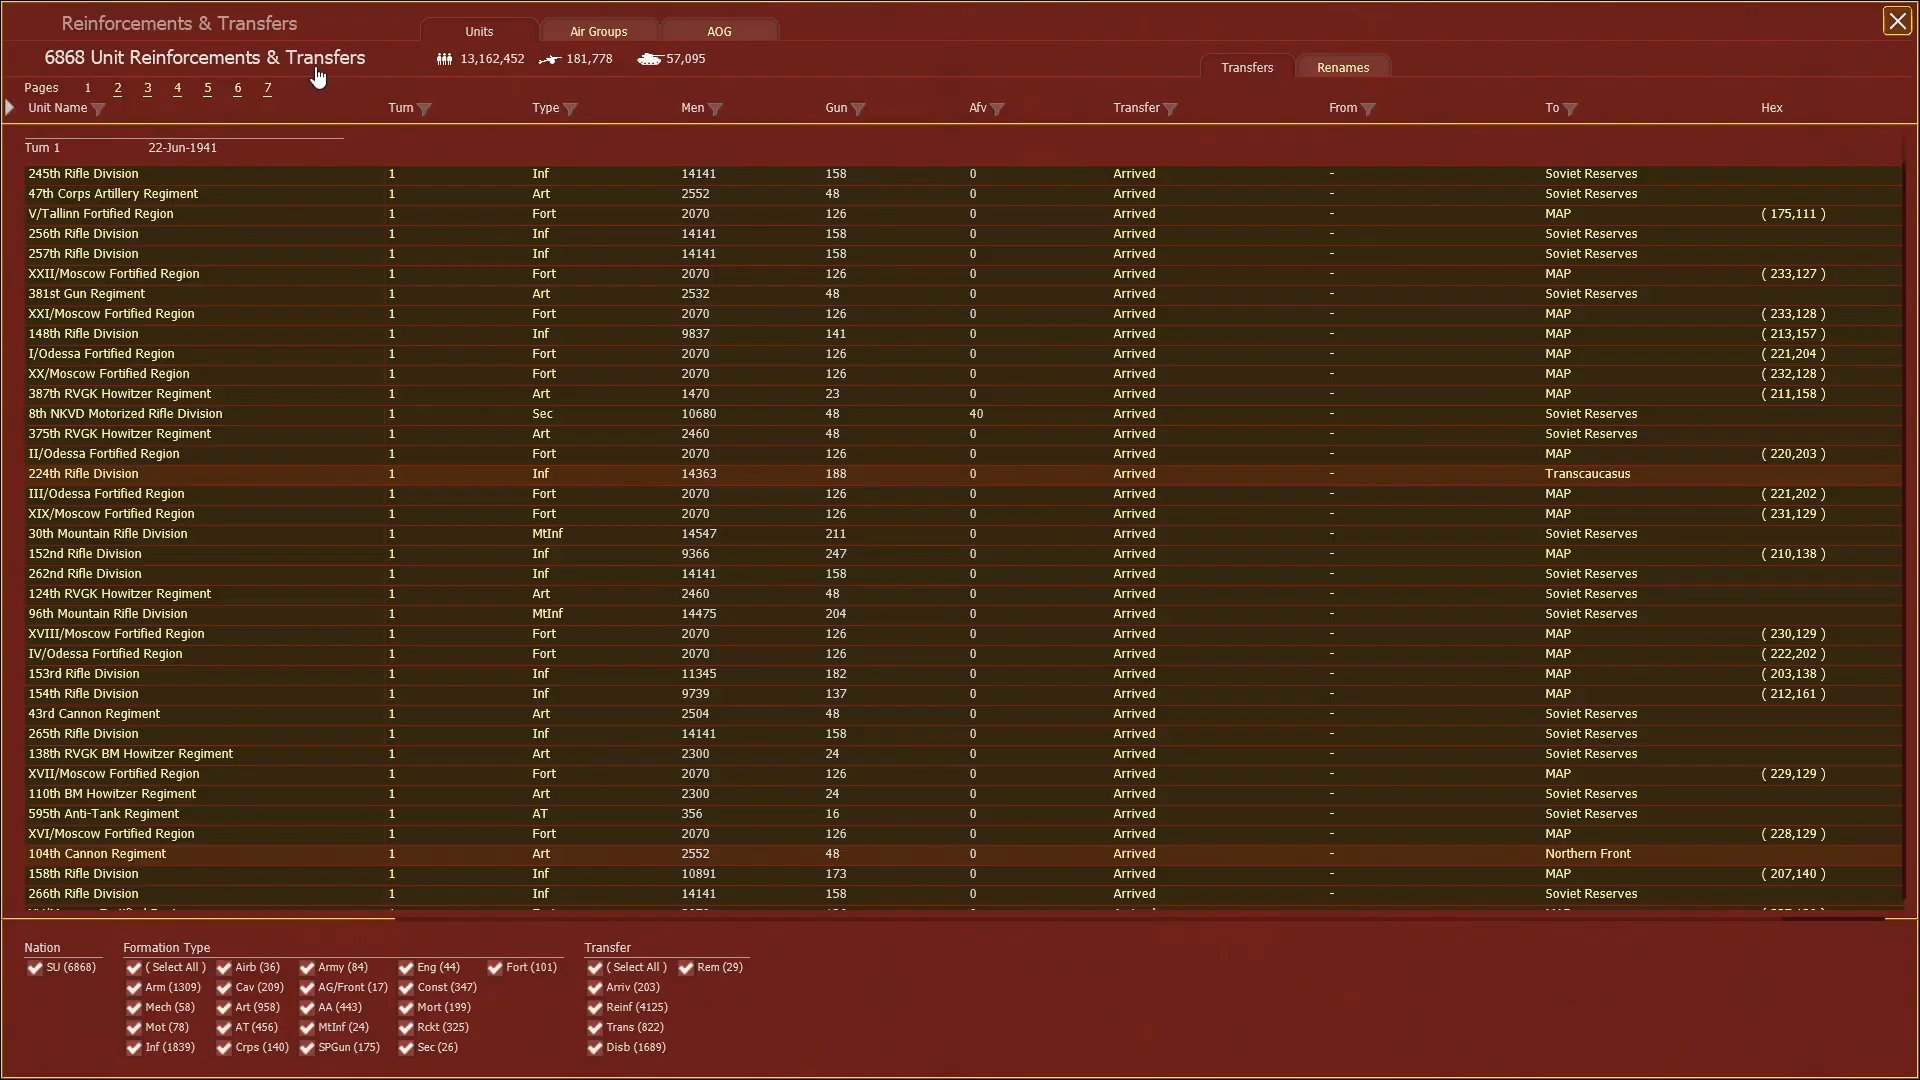 Reinforcements & Transfers
Units Air Groups AOG
6868 Unit Reinforcements & Transfers 13,162,452 181,778 57,095
Transfers Renames
Pages 1 2 3 4 5 6 7
Unit Name Turn Type Men Gun Afv Transfer From To Hex
Turn 1 22-Jun-1941
245th Rifle Division 1 Inf 14141 158 0 Arrived - Soviet Reserves
47th Corps Artillery Regiment 1 Art 2552 48 0 Arrived - Soviet Reserves
V/Tallinn Fortified Region 1 Fort 2070 126 0 Arrived - MAP ( 175,111 )
256th Rifle Division 1 Inf 14141 158 0 Arrived - Soviet Reserves
257th Rifle Division 1 Inf 14141 158 0 Arrived - Soviet Reserves
XXII/Moscow Fortified Region 1 Fort 2070 126 0 Arrived - MAP ( 233,127 )
381st Gun Regiment 1 Art 2532 48 0 Arrived - Soviet Reserves
XXI/Moscow Fortified Region 1 Fort 2070 126 0 Arrived - MAP ( 233,128 )
148th Rifle Division 1 Inf 9837 141 0 Arrived - MAP ( 213,157 )
I/Odessa Fortified Region 1 Fort 2070 126 0 Arrived - MAP ( 221,204 )
XX/Moscow Fortified Region 1 Fort 2070 126 0 Arrived - MAP ( 232,128 )
387th RVGK Howitzer Regiment 1 Art 1470 23 0 Arrived - MAP ( 211,158 )
8th NKVD Motorized Rifle Division 1 Sec 10680 48 40 Arrived - Soviet Reserves
375th RVGK Howitzer Regiment 1 Art 2460 48 0 Arrived - Soviet Reserves
II/Odessa Fortified Region 1 Fort 2070 126 0 Arrived - MAP ( 220,203 )
224th Rifle Division 1 Inf 14363 188 0 Arrived - Transcaucasus
III/Odessa Fortified Region 1 Fort 2070 126 0 Arrived - MAP ( 221,202 )
XIX/Moscow Fortified Region 1 Fort 2070 126 0 Arrived - MAP ( 231,129 )
30th Mountain Rifle Division 1 MtInf 14547 211 0 Arrived - Soviet Reserves
152nd Rifle Division 1 Inf 9366 247 0 Arrived - MAP ( 210,138 )
262nd Rifle Division 1 Inf 14141 158 0 Arrived - Soviet Reserves
124th RVGK Howitzer Regiment 1 Art 2460 48 0 Arrived - Soviet Reserves
96th Mountain Rifle Division 1 MtInf 14475 204 0 Arrived - Soviet Reserves
XVIII/Moscow Fortified Region 1 Fort 2070 126 0 Arrived - MAP ( 230,129 )
IV/Odessa Fortified Region 1 Fort 2070 126 0 Arrived - MAP ( 222,202 )
153rd Rifle Division 1 Inf 11345 182 0 Arrived - MAP ( 203,138 )
154th Rifle Division 1 Inf 9739 137 0 Arrived - MAP ( 212,161 )
43rd Cannon Regiment 1 Art 2504 48 0 Arrived - Soviet Reserves
265th Rifle Division 1 Inf 14141 158 0 Arrived - Soviet Reserves
138th RVGK BM Howitzer Regiment 1 Art 2300 24 0 Arrived - Soviet Reserves
XVII/Moscow Fortified Region 1 Fort 2070 126 0 Arrived - MAP ( 229,129 )
110th BM Howitzer Regiment 1 Art 2300 24 0 Arrived - Soviet Reserves
595th Anti-Tank Regiment 1 AT 356 16 0 Arrived - Soviet Reserves
XVI/Moscow Fortified Region 1 Fort 2070 126 0 Arrived - MAP ( 228,129 )
104th Cannon Regiment 1 Art 2552 48 0 Arrived - Northern Front
158th Rifle Division 1 Inf 10891 173 0 Arrived - MAP ( 207,140 )
266th Rifle Division 1 Inf 14141 158 0 Arrived - Soviet Reserves
Nation Formation Type Transfer
SU (6868) ( Select All ) Airb (36) Army (84) Eng (44) Fort (101) ( Select All ) Rem (29)
Arm (1309) Cav (209) AG/Front (17) Const (347) Arriv (203)
Mech (58) Art (958) AA (443) Mort (199) Reinf (4125)
Mot (78) AT (456) MtInf (24) Rckt (325) Trans (822)
Inf (1839) Crps (140) SPGun (175) Sec (26) Disb (1689)